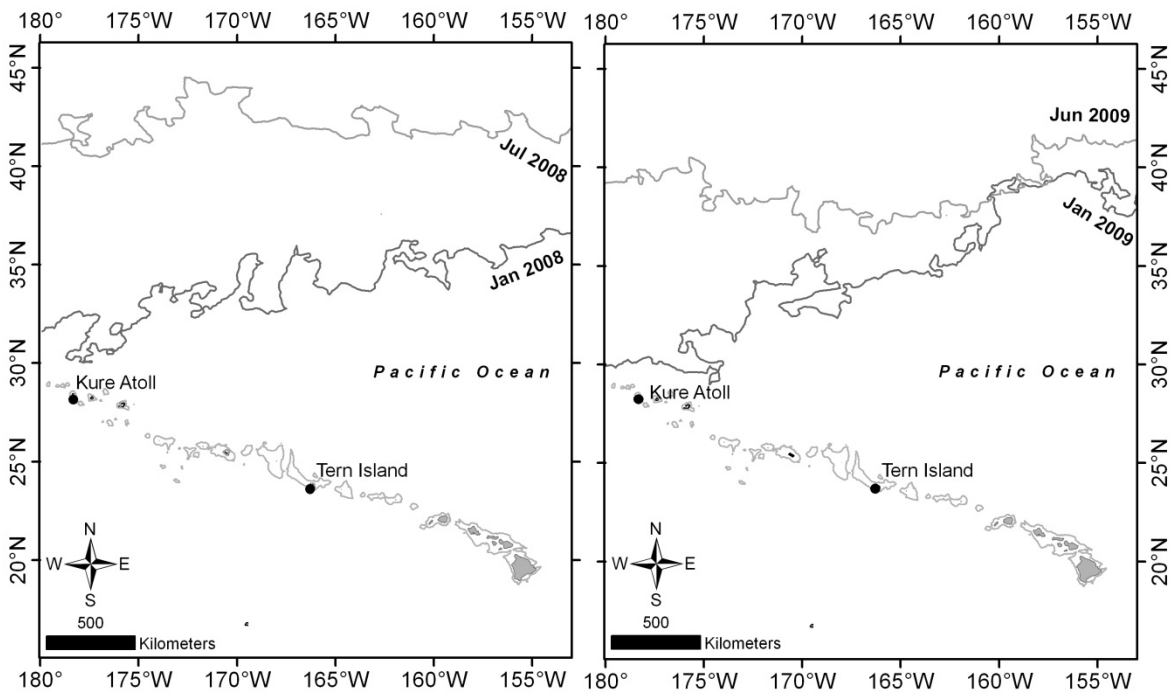 180° 175°W 170°W 165°W 160°W 155°W
45°N
40°N
35°N
30°N
25°N
20°N
Jul 2008
Jan 2008
Pacific Ocean
Kure Atoll
Tern Island
N
W E
S
500
Kilometers
180° 175°W 170°W 165°W 160°W 155°W
180° 175°W 170°W 165°W 160°W 155°W
45°N
40°N
35°N
30°N
25°N
20°N
Jun 2009
Jan 2009
Pacific Ocean
Kure Atoll
Tern Island
N
W E
S
500
Kilometers
180° 175°W 170°W 165°W 160°W 155°W